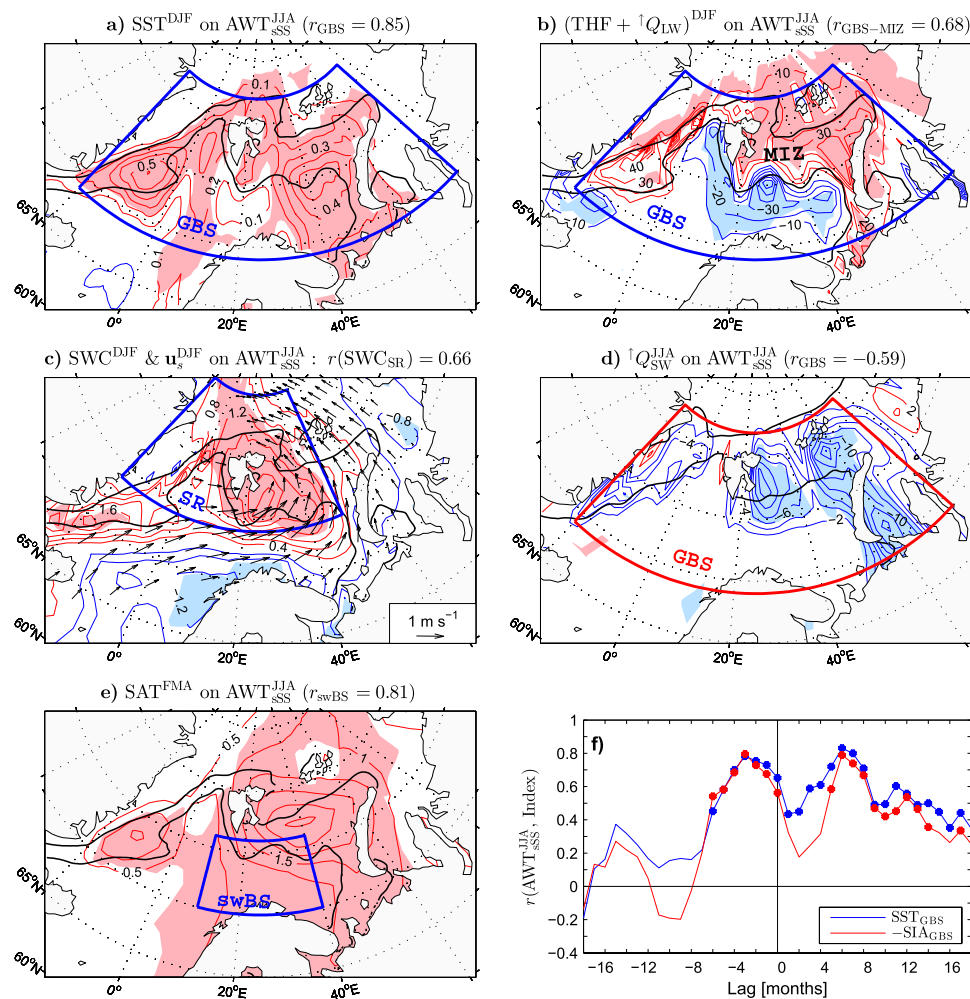 a) SST^DJF on AWT^JJA_sSS (r_GBS = 0.85)
0.1
0.5
0.3
0.2
0.4
0.1
0.1
GBS
65°N
60°N
0°
20°E
40°E
b) (THF + ↑Q_LW)^DJF on AWT^JJA_sSS (r_GBS−MIZ = 0.68)
-10
30
MIZ
40
30
-20
-30
-10
-10
20
GBS
65°N
60°N
0°
20°E
40°E
c) SWC^DJF & u_s^DJF on AWT^JJA_sSS : r(SWC_SR) = 0.66
0.8
1.2
0.8
SR
1.6
0.4
1 m s⁻¹
65°N
60°N
0°
20°E
40°E
d) ↑Q^JJA_SW on AWT^JJA_sSS (r_GBS = −0.59)
2
-4
-10
-4
-6
-2
-10
GBS
65°N
60°N
0°
20°E
40°E
e) SAT^FMA on AWT^JJA_sSS (r_swBS = 0.81)
0.5
1
1.5
0.5
swBS
65°N
60°N
0°
20°E
40°E
f)
1
0.8
0.6
0.4
0.2
0
-0.2
-0.4
r(AWT^JJA_sSS, Index)
SST_GBS
−SIA_GBS
-16
-12
-8
-4
0
4
8
12
16
Lag [months]